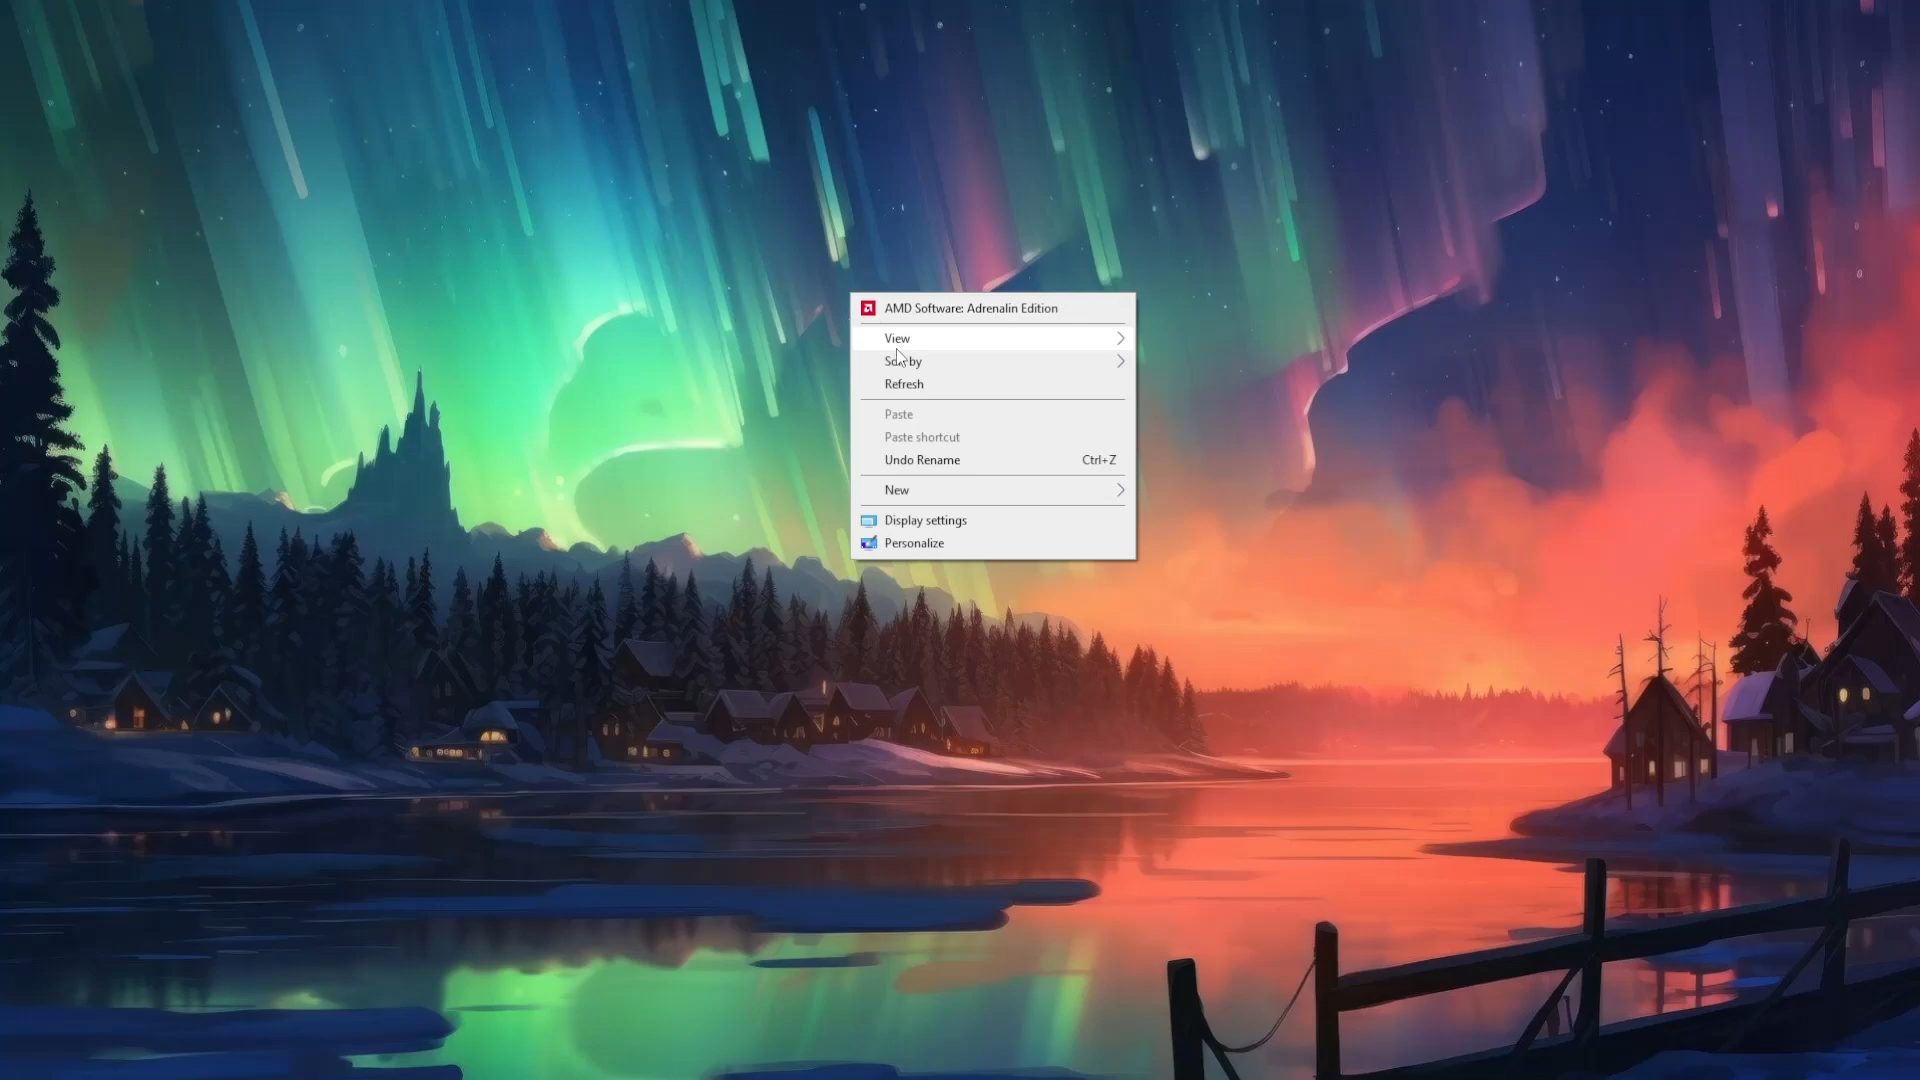 AMD Software: Adrenalin Edition
View
Sort by
Refresh
Paste
Paste shortcut
Undo Rename Ctrl+Z
New
Display settings
Personalize